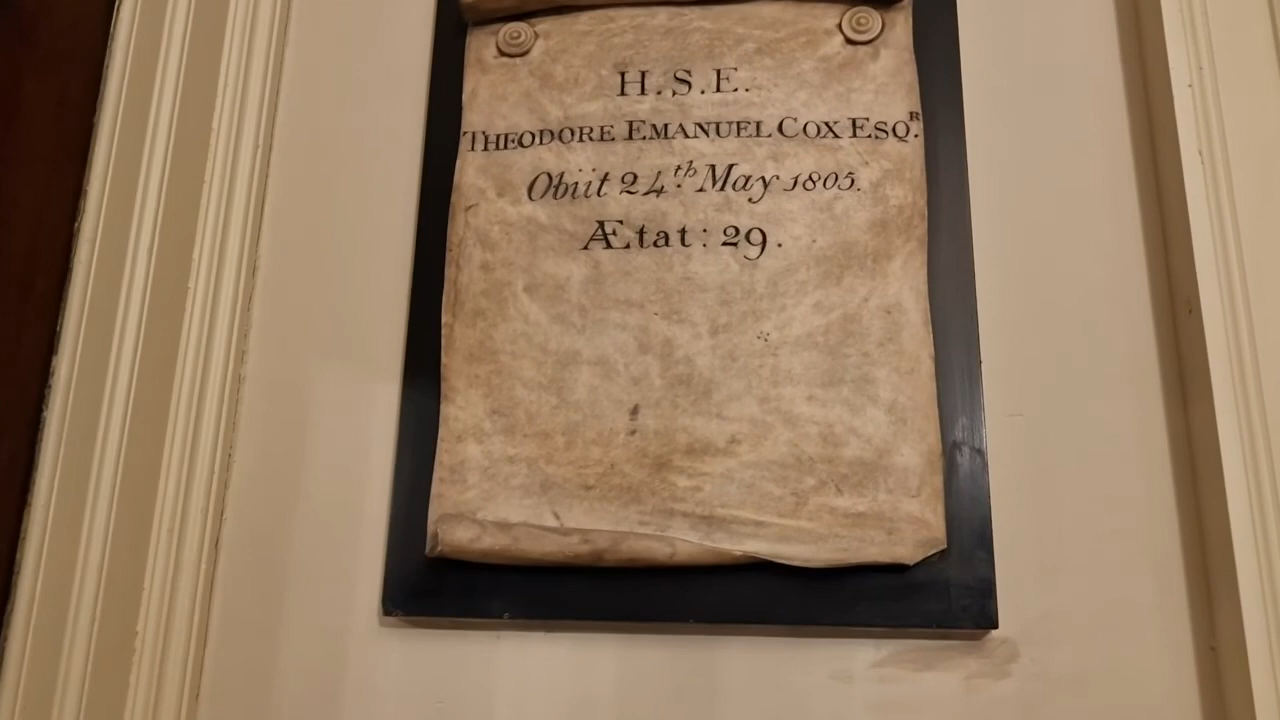 H.S.E.
THEODORE EMANUEL COX ESQ.R
Obiit 24th May 1805.
Ætat: 29.